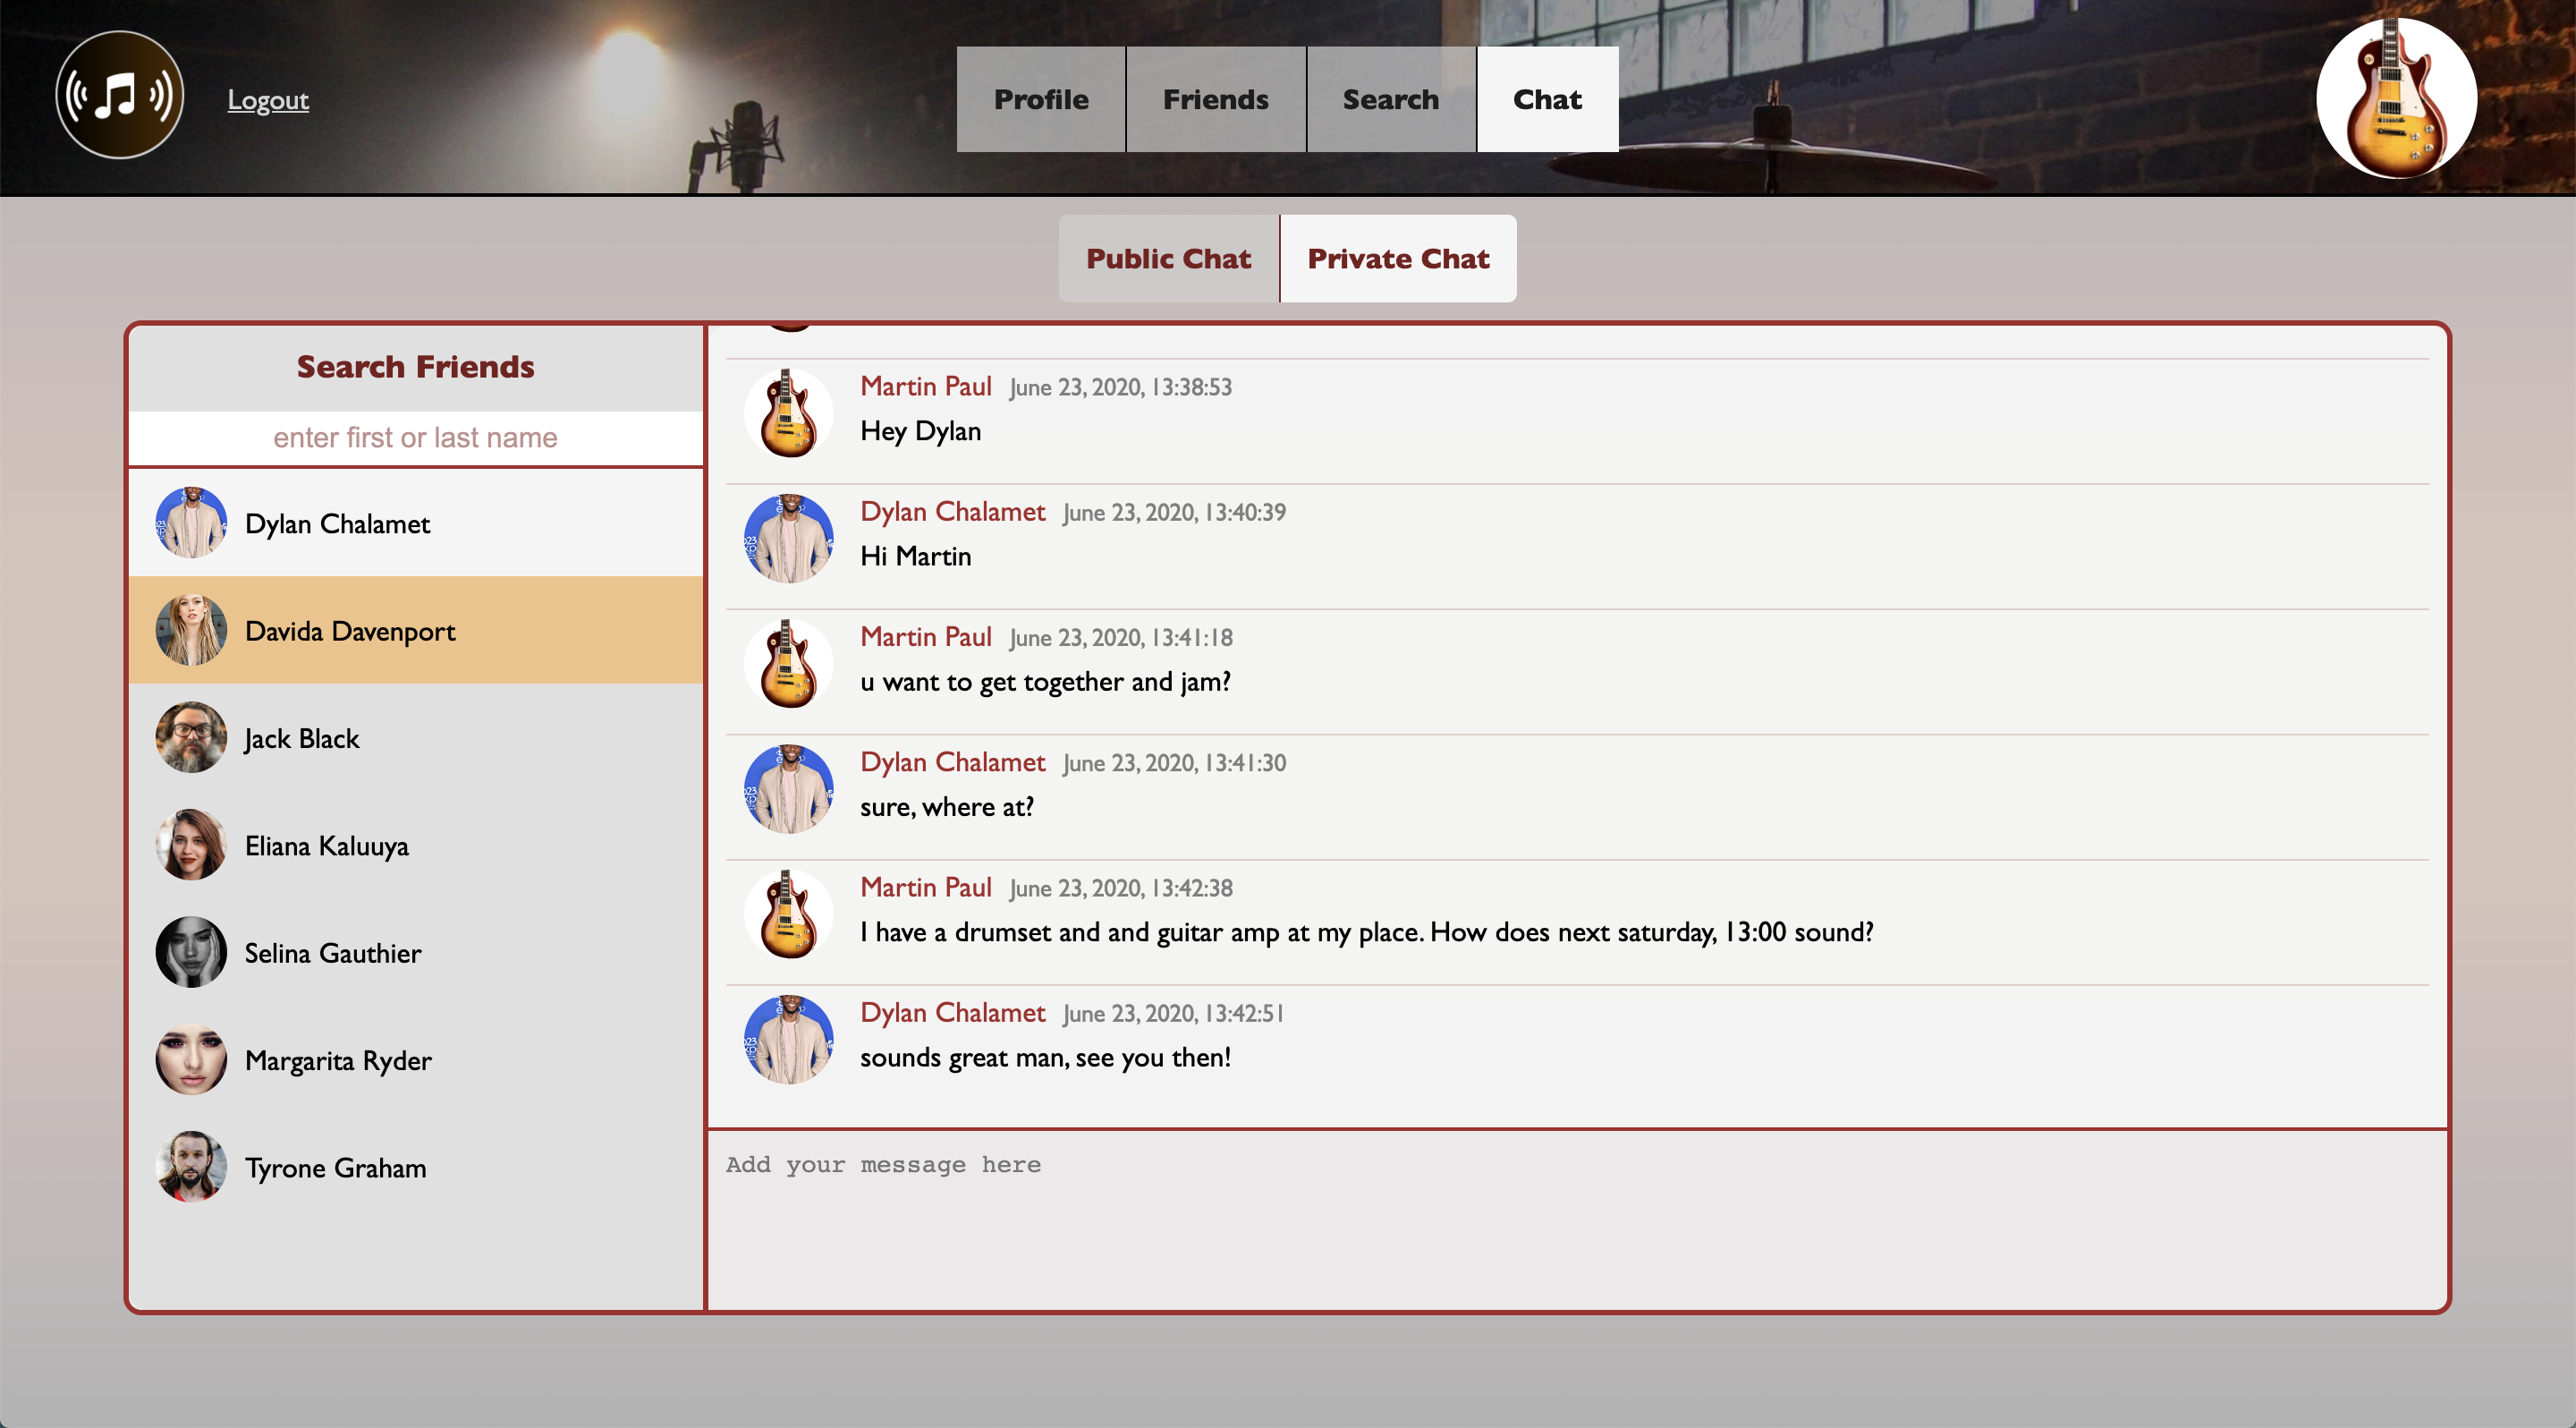 Logout
Profile
Friends
Search
Chat
Public Chat
Private Chat
Search Friends
enter first or last name
Dylan Chalamet
Davida Davenport
Jack Black
Eliana Kaluuya
Selina Gauthier
Margarita Ryder
Tyrone Graham
Martin Paul June 23, 2020, 13:38:53
Hey Dylan
Dylan Chalamet June 23, 2020, 13:40:39
Hi Martin
Martin Paul June 23, 2020, 13:41:18
u want to get together and jam?
Dylan Chalamet June 23, 2020, 13:41:30
sure, where at?
Martin Paul June 23, 2020, 13:42:38
I have a drumset and and guitar amp at my place. How does next saturday, 13:00 sound?
Dylan Chalamet June 23, 2020, 13:42:51
sounds great man, see you then!
Add your message here